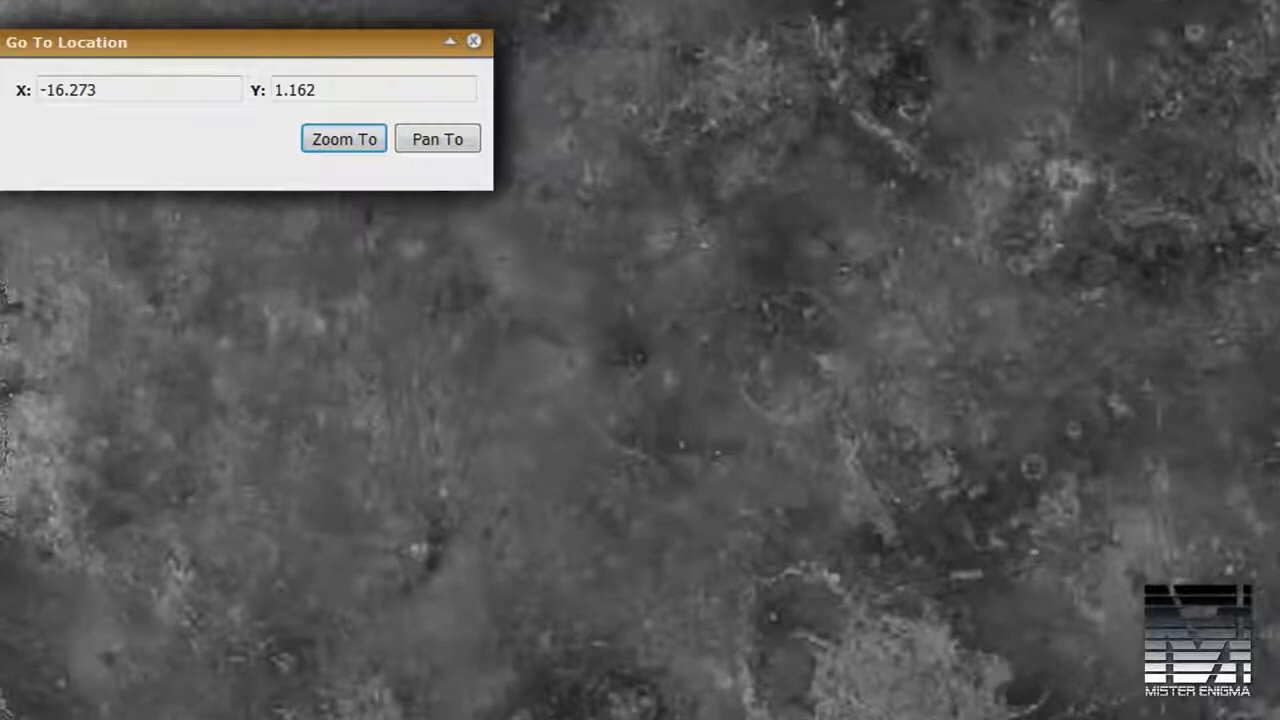 Go To Location
X: -16.273 Y: 1.162
Zoom To Pan To
MISTER ENIGMA